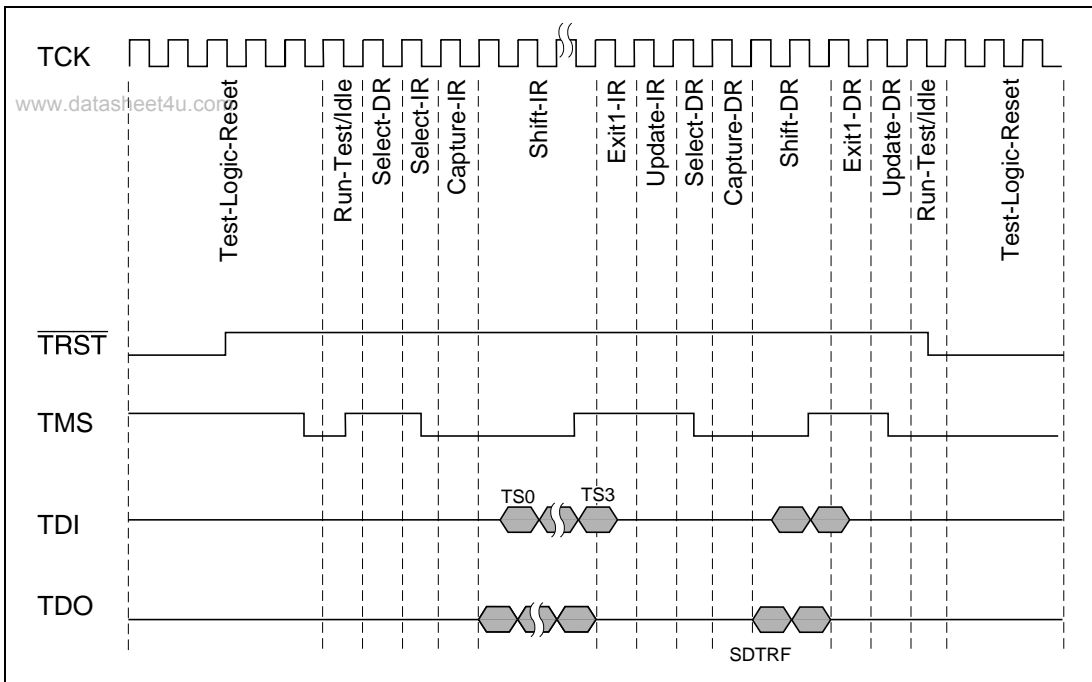 TCK
www.datasheet4u.com
Test-Logic-Reset
Run-Test/Idle
Select-DR
Select-IR
Capture-IR
Shift-IR
Exit1-IR
Update-IR
Select-DR
Capture-DR
Shift-DR
Exit1-DR
Update-DR
Run-Test/Idle
Test-Logic-Reset
TRST
TMS
TS0
TS3
TDI
TDO
SDTRF